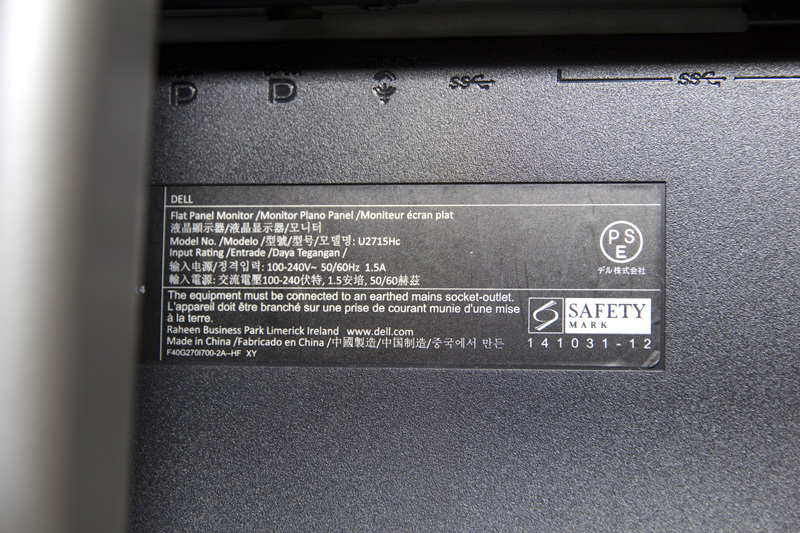 DELL
Flat Panel Monitor /Monitor Plano Panel /Moniteur écran plat
液晶顯示器/液晶显示器/모니터
Model No. /Modelo /型號/型号/모델명: U2715Hc
Input Rating /Entrade /Daya Tegangan /
输入电源/정격입력: 100-240V~ 50/60Hz 1.5A
輸入電源: 交流電壓100-240伏特, 1.5安培, 50/60赫茲
PSE
デル株式会社
The equipment must be connected to an earthed mains socket-outlet.
L'appareil doit être branché sur une prise de courant munie d'une mise
à la terre.
Raheen Business Park Limerick Ireland www.dell.com
Made in China /Fabricado en China /中國製造/中国制造/중국에서 만든
F40G270I700-2A--HF XY
SAFETY
MARK
141031-12